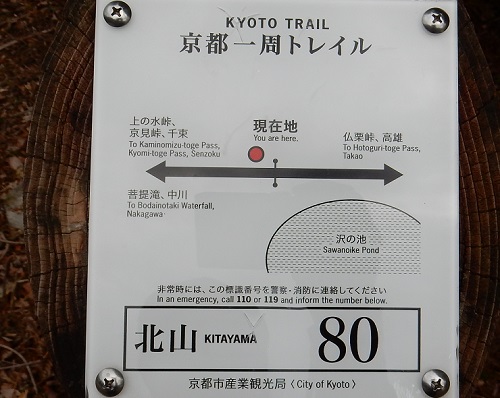 KYOTO TRAIL
京都一周トレイル
上の水峠、
京見峠、千束
To Kaminomizu-toge Pass,
Kyomi-toge Pass, Senzoku
現在地
You are here.
仏栗峠、高雄
To Hotoguri-toge Pass,
Takao
菩提滝、中川
To Bodainotaki Waterfall,
Nakagawa
沢の池
Sawanoike Pond
非常時には、この標識番号を警察・消防に連絡してください
In an emergency, call 110 or 119 and inform the number below.
北山 KITAYAMA 80
京都市産業観光局〈City of Kyoto〉